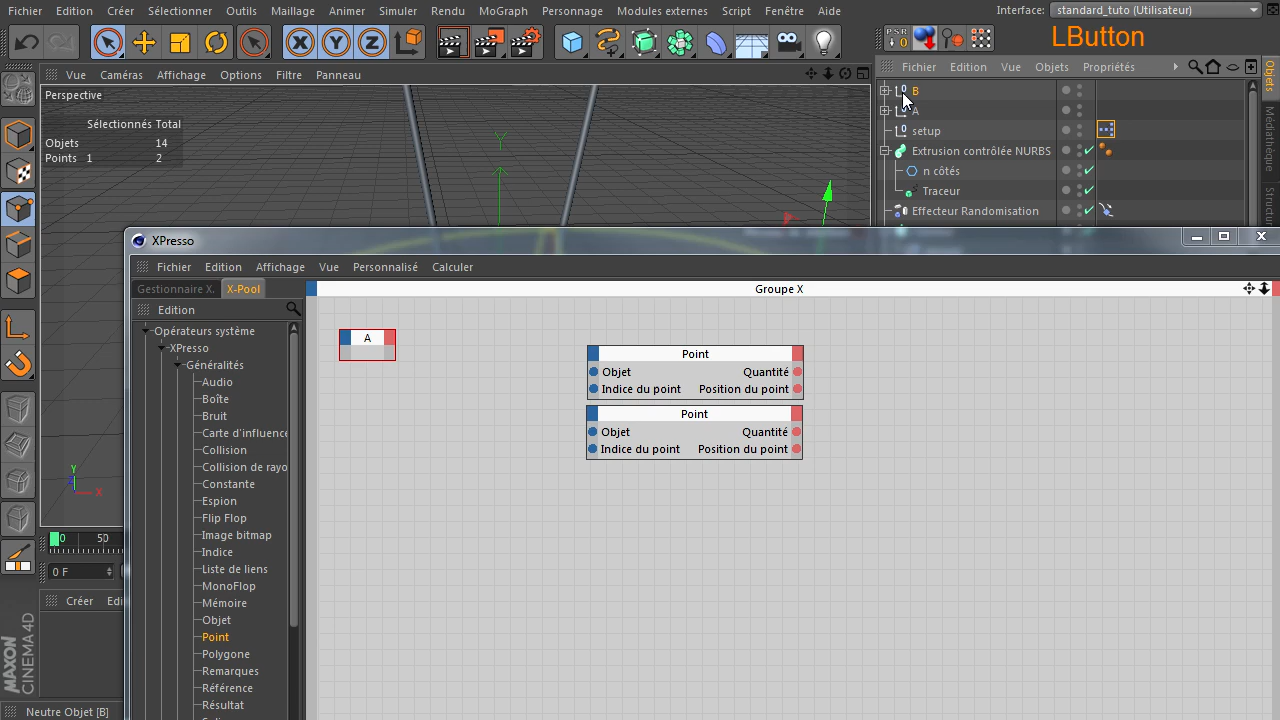 Fichier Edition Créer Sélectionner Outils Maillage Animer Simuler Rendu MoGraph Personnage Modules externes Script Fenêtre Aide Interface: standard_tuto (Utilisateur)
LButton
X Y Z PSR 0
Vue Caméras Affichage Options Filtre Panneau
Fichier Edition Vue Objets Propriétés
Objets
Médiathèque
Structur
Perspective
Sélectionnés Total
Objets 14
Points 1 2
Y
B
A
setup
Extrusion contrôlée NURBS
n côtés
Traceur
Effecteur Randomisation
XPresso
Fichier Edition Affichage Vue Personnalisé Calculer
Gestionnaire X. X-Pool
Groupe X
Edition
Opérateurs système
XPresso
Généralités
Audio
Boîte
Bruit
Carte d'influence
Collision
Collision de rayo
Constante
Espion
Flip Flop
Image bitmap
Indice
Liste de liens
MonoFlop
Mémoire
Objet
Point
Polygone
Remarques
Référence
Résultat
A
Point
Objet Quantité
Indice du point Position du point
Point
Objet Quantité
Indice du point Position du point
Y
Z
X
0 50
0 F
Créer Edi
MAXON
CINEMA 4D
Neutre Objet [B]